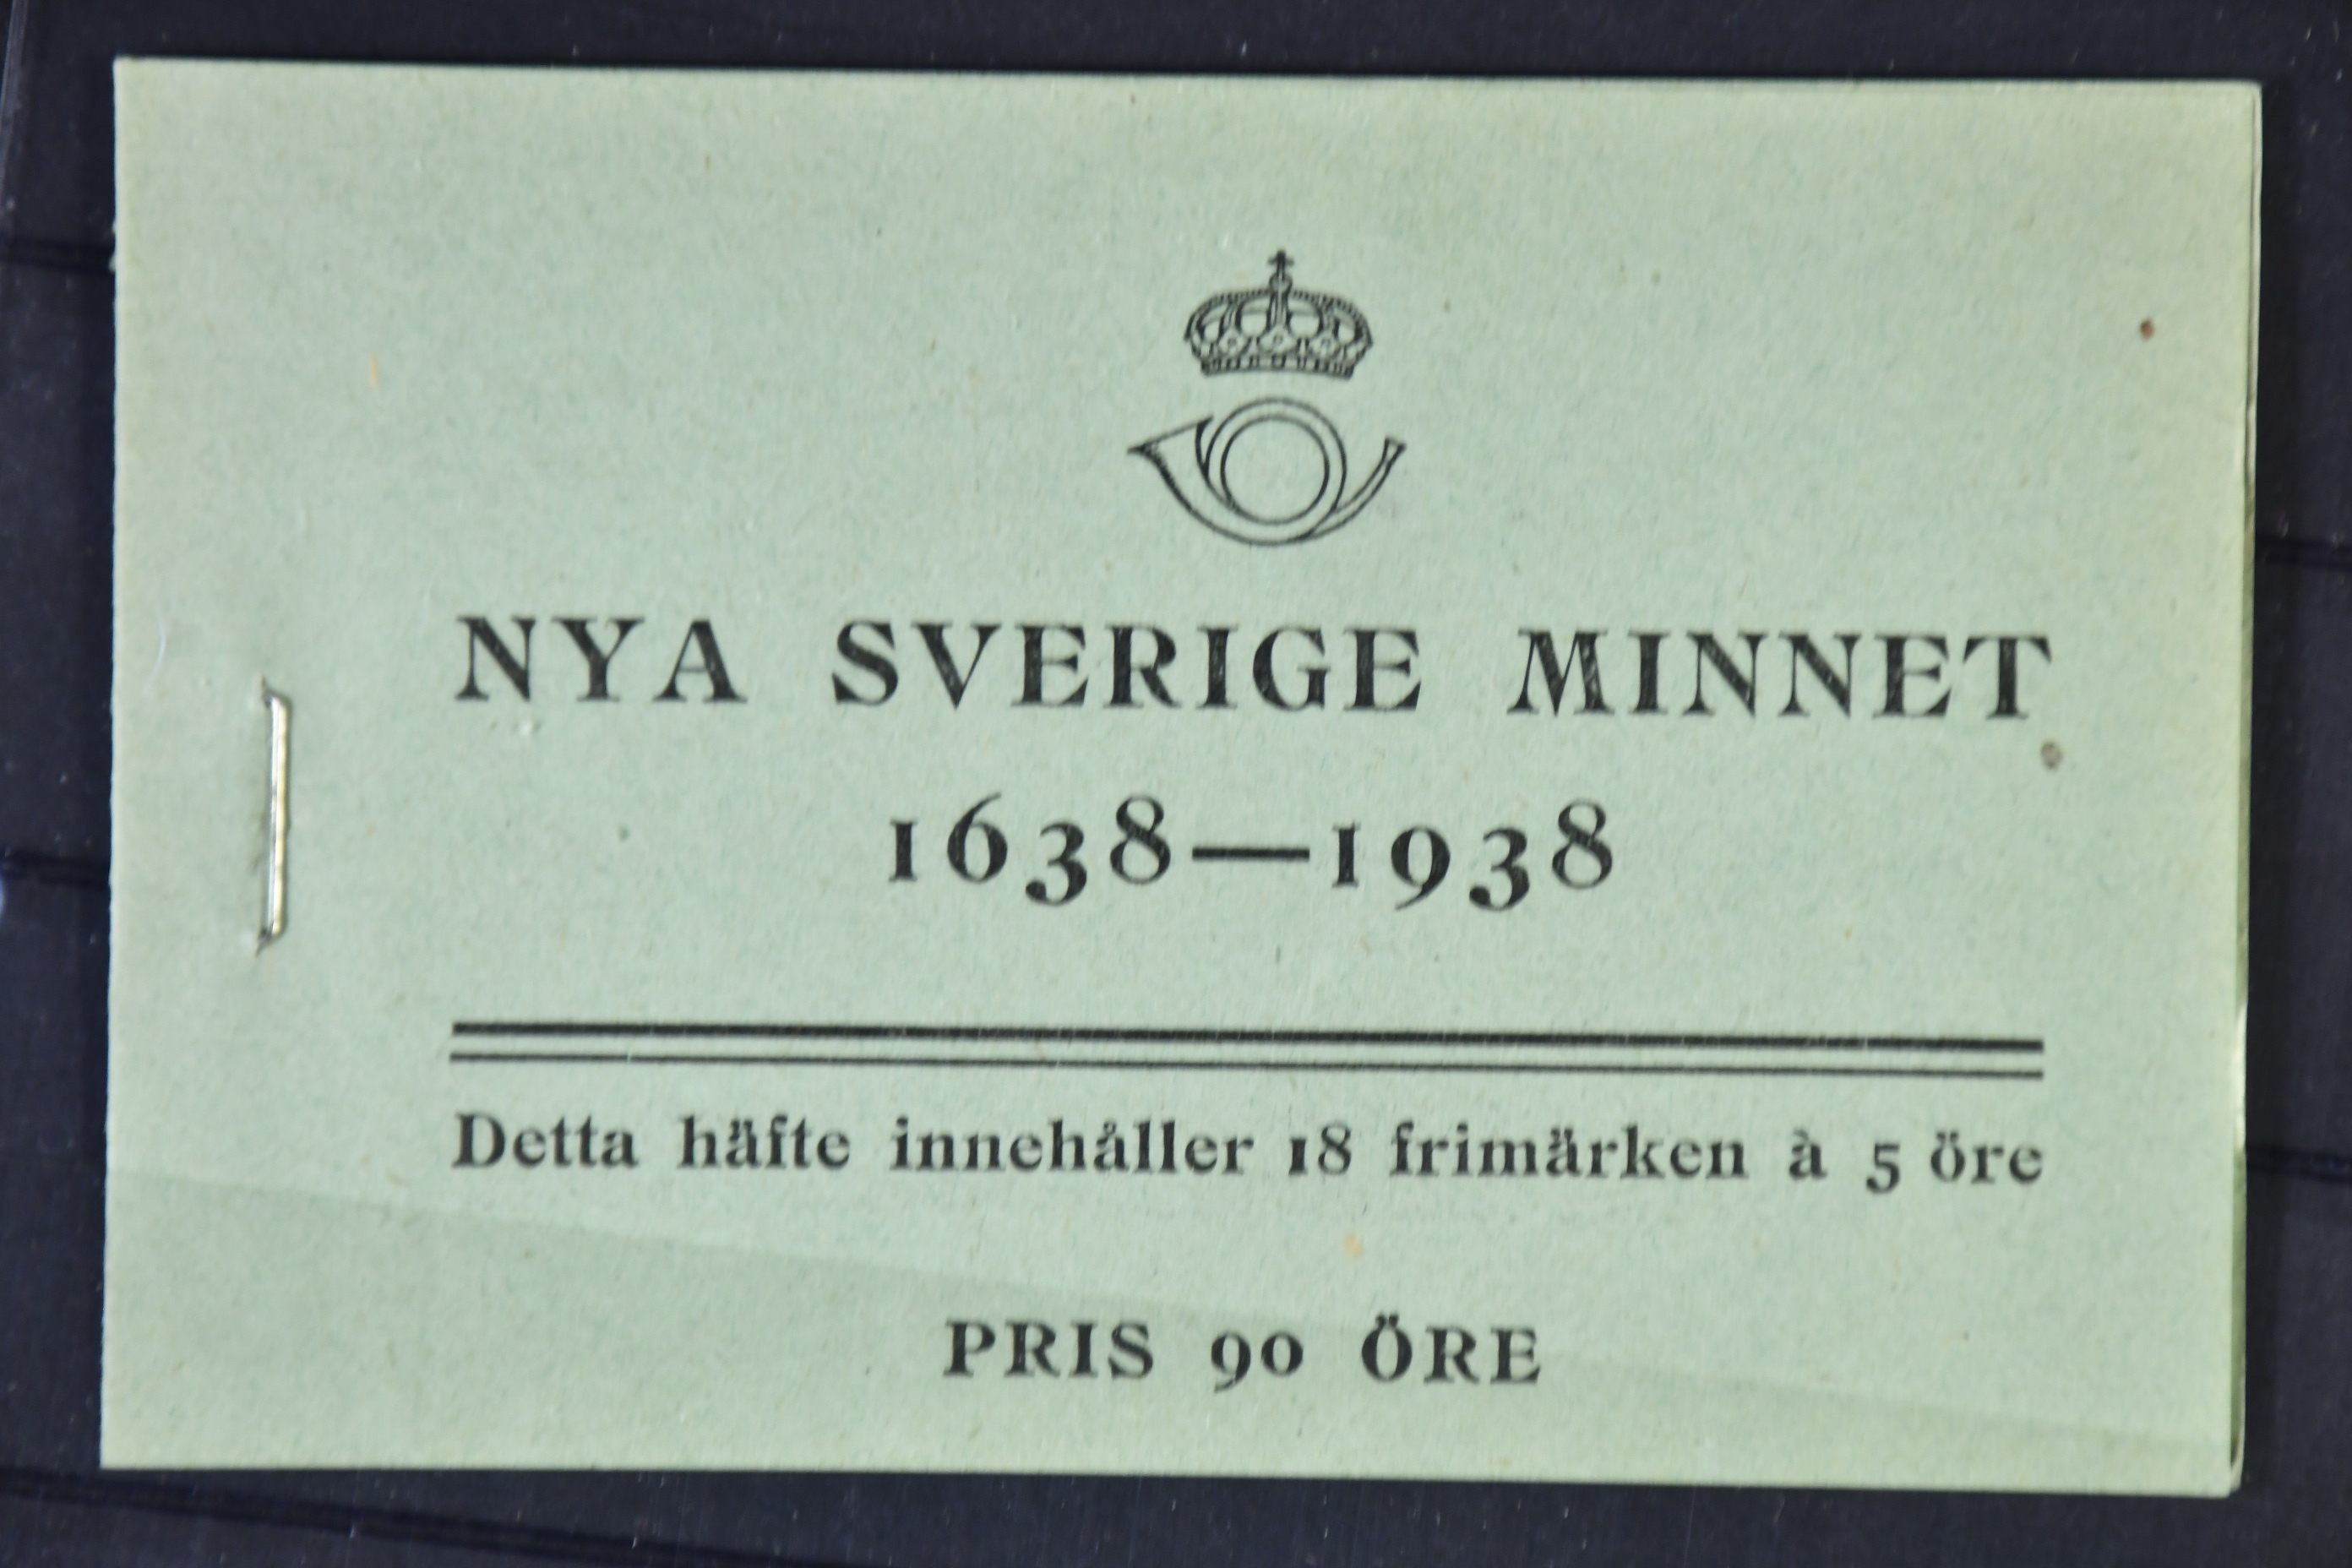 NYA SVERIGE MINNET
1638—1938
Detta häfte innehåller 18 frimärken à 5 öre
PRIS 90 ÖRE